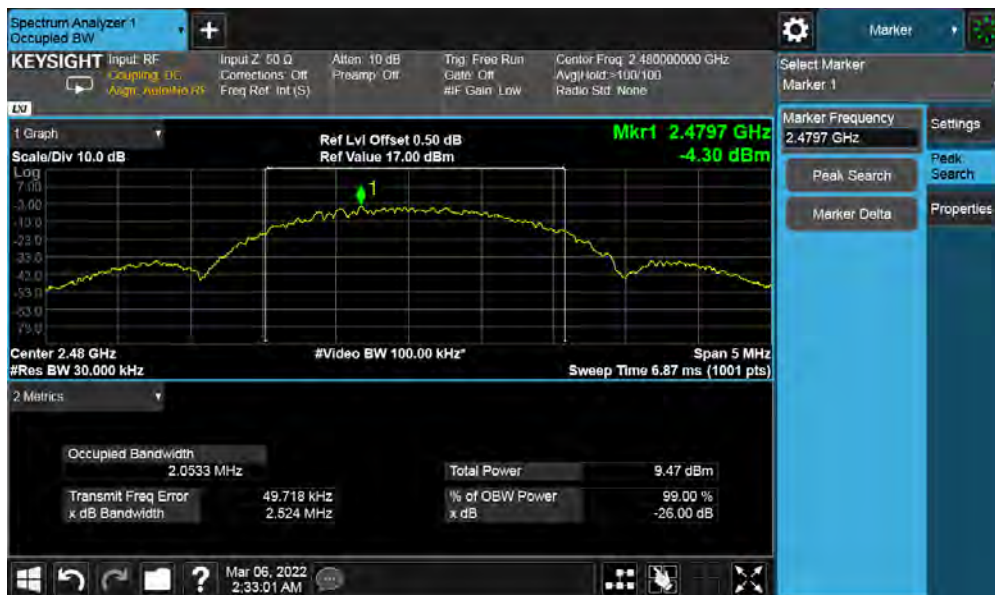 Spectrum Analyzer 1
Occupied BW
Marker
KEYSIGHT
Input: RF
Coupling: DC
Align: Auto/No RF
Input Z: 50 Ω
Corrections: Off
Freq Ref: Int (S)
Atten: 10 dB
Preamp: Off
Trig: Free Run
Gate: Off
#IF Gain: Low
Center Freq: 2.480000000 GHz
Avg|Hold:>100/100
Radio Std: None
Select Marker
Marker 1
LXI
1 Graph
Ref Lvl Offset 0.50 dB
Mkr1 2.4797 GHz
Scale/Div 10.0 dB
Ref Value 17.00 dBm
-4.30 dBm
Log
7.00
-3.00
-13.0
-23.0
-33.0
-43.0
-53.0
-63.0
-73.0
1
Center 2.48 GHz
#Video BW 100.00 kHz*
Span 5 MHz
#Res BW 30.000 kHz
Sweep Time 6.87 ms (1001 pts)
2 Metrics
Occupied Bandwidth
2.0533 MHz
Total Power 9.47 dBm
Transmit Freq Error 49.718 kHz
% of OBW Power 99.00 %
x dB Bandwidth 2.524 MHz
x dB -26.00 dB
Marker Frequency
2.4797 GHz
Settings
Peak Search
Peak
Search
Marker Delta
Properties
?
Mar 06, 2022
2:33:01 AM